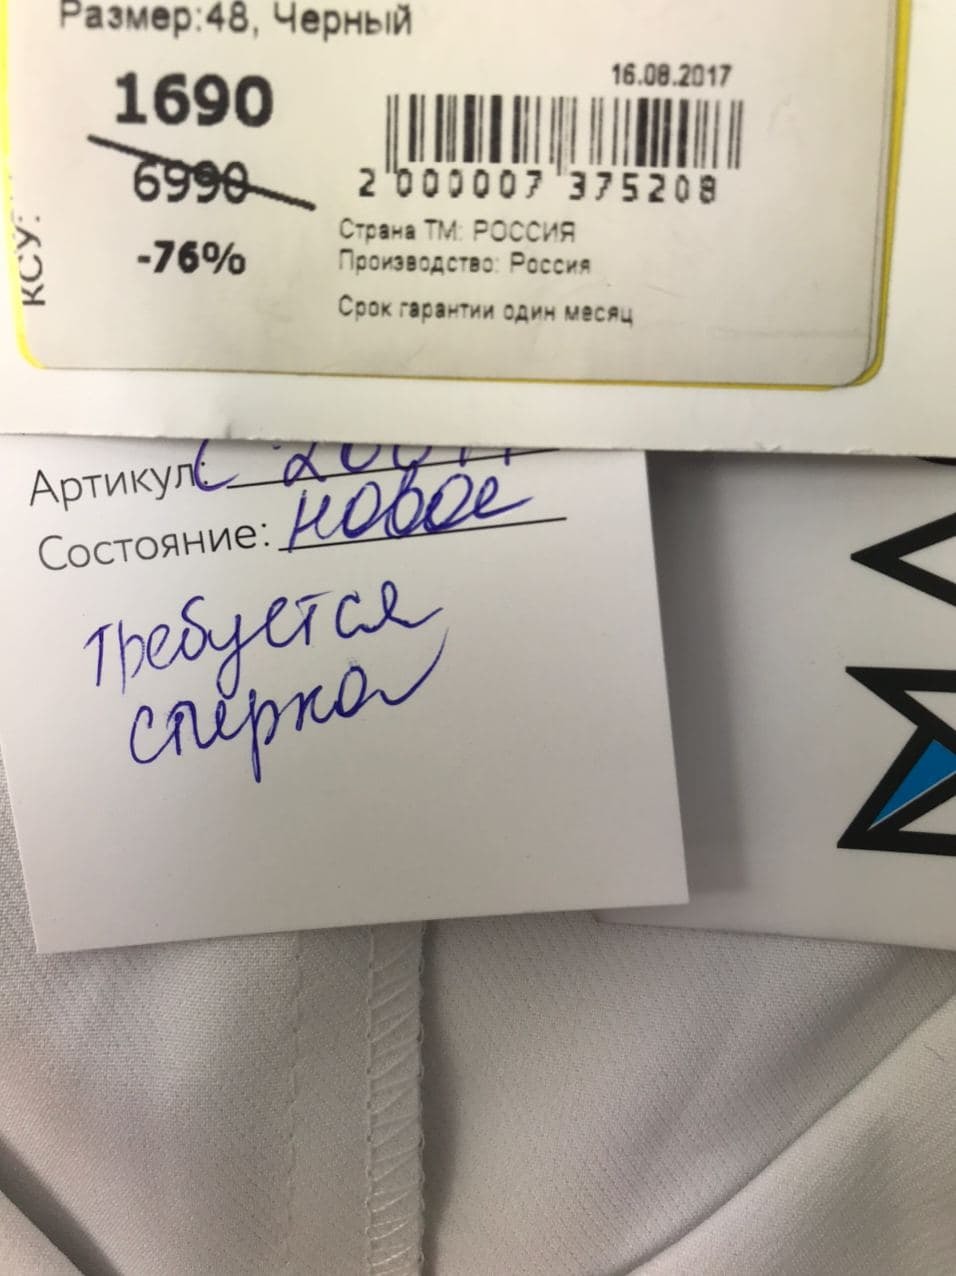 Размер:48, Черный
16.08.2017
1690
6990
-76%
2 000007 375208
Страна ТМ: РОССИЯ
Производство: Россия
Срок гарантии один месяц
КСУ:
Артикул:
Состояние: новое
требуется
стирка